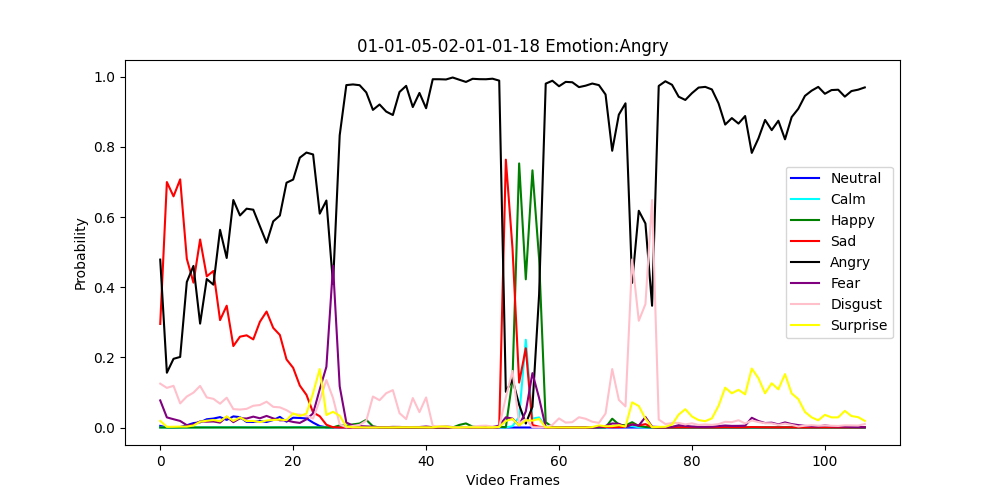 01-01-05-02-01-01-18 Emotion:Angry
1.0
0.8
0.6
0.4
0.2
0.0
Probability
0 20 40 60 80 100
Video Frames
Neutral
Calm
Happy
Sad
Angry
Fear
Disgust
Surprise